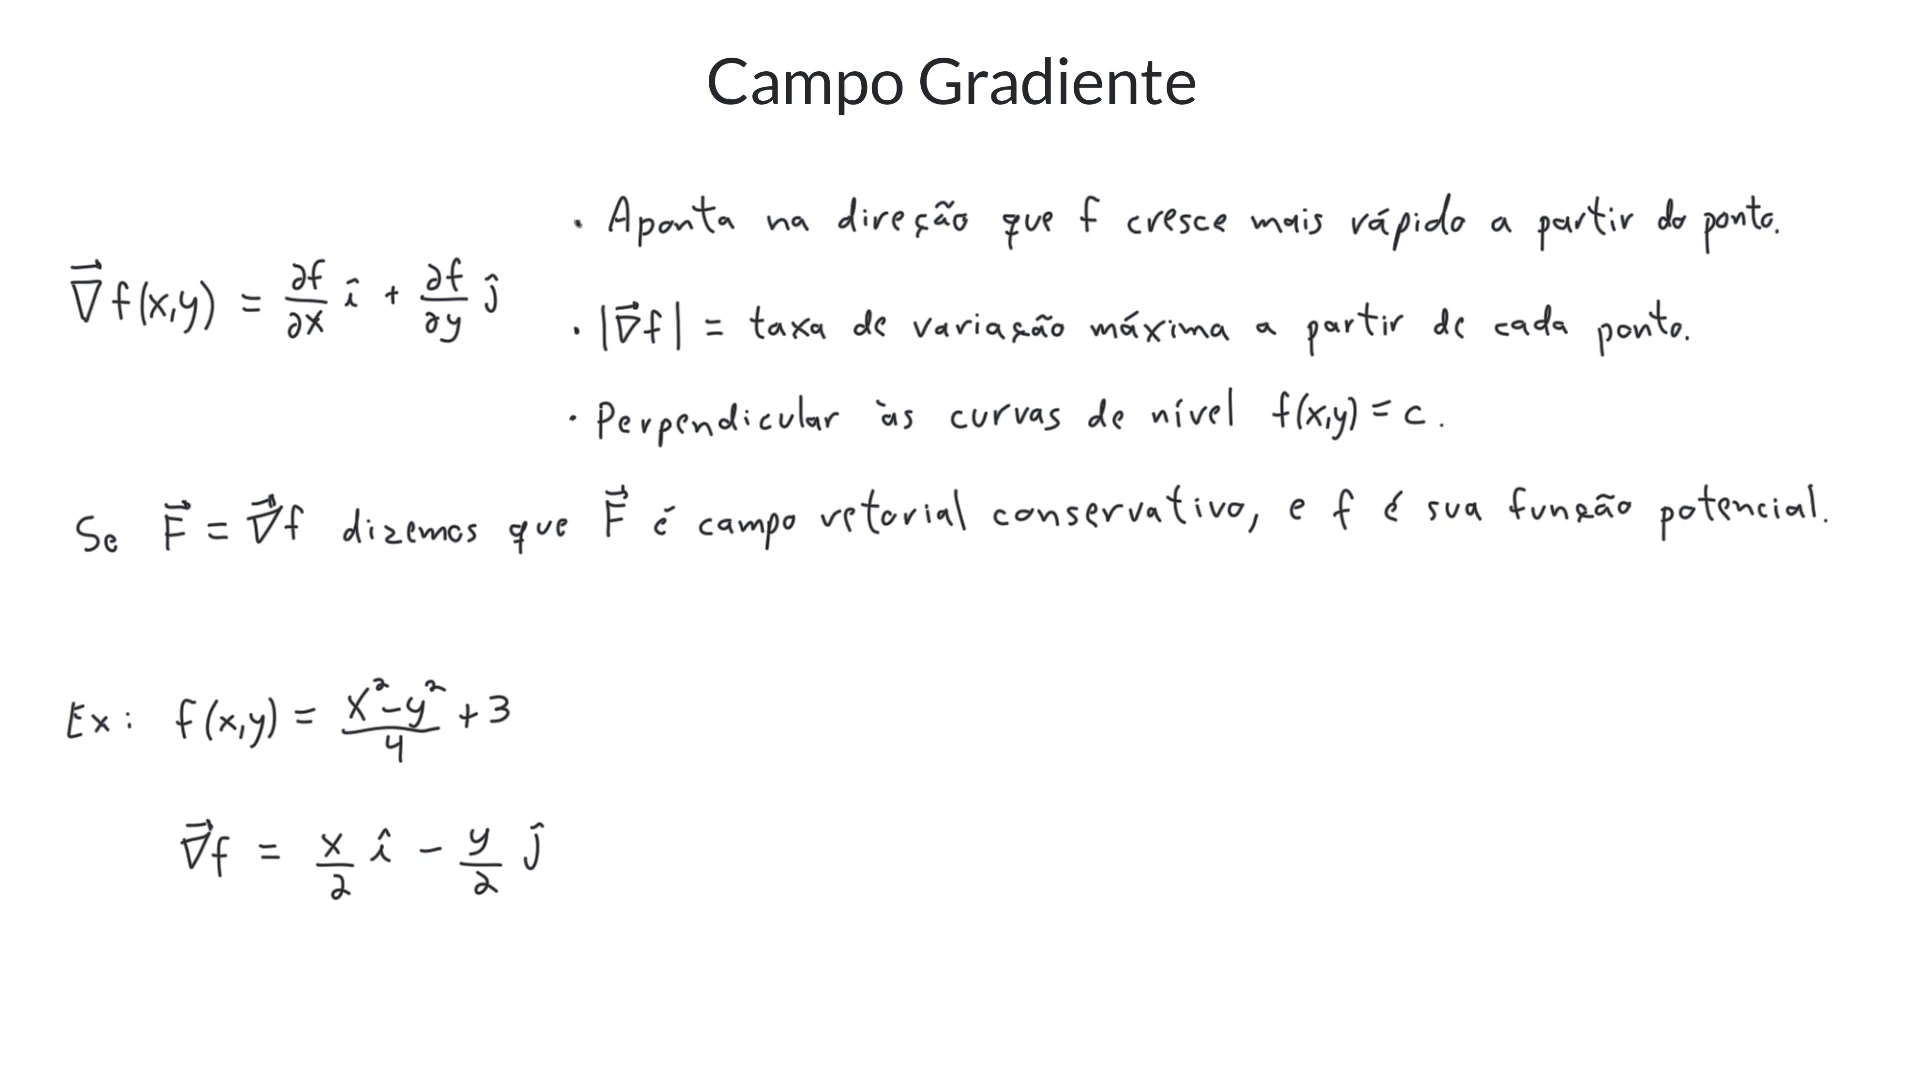 Campo Gradiente
• Aponta na direção que f cresce mais rápido a partir do ponto.
∇⃗f(x,y) = ∂f/∂x î + ∂f/∂y ĵ
• |∇⃗f| = taxa de variação máxima a partir de cada ponto.
• Perpendicular às curvas de nível f(x,y) = c.
Se F⃗ = ∇⃗f dizemos que F⃗ é campo vetorial conservativo, e f é sua função potencial.
Ex: f(x,y) = (x²-y²)/4 + 3
∇⃗f = x/2 î - y/2 ĵ